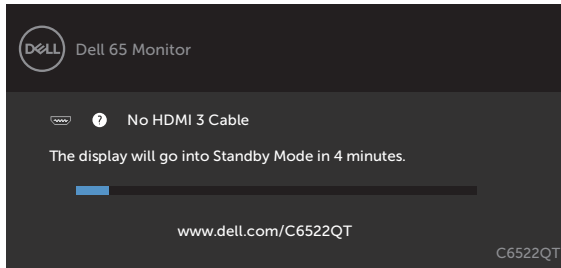 DELL
Dell 65 Monitor
? No HDMI 3 Cable
The display will go into Standby Mode in 4 minutes.
www.dell.com/C6522QT
C6522QT